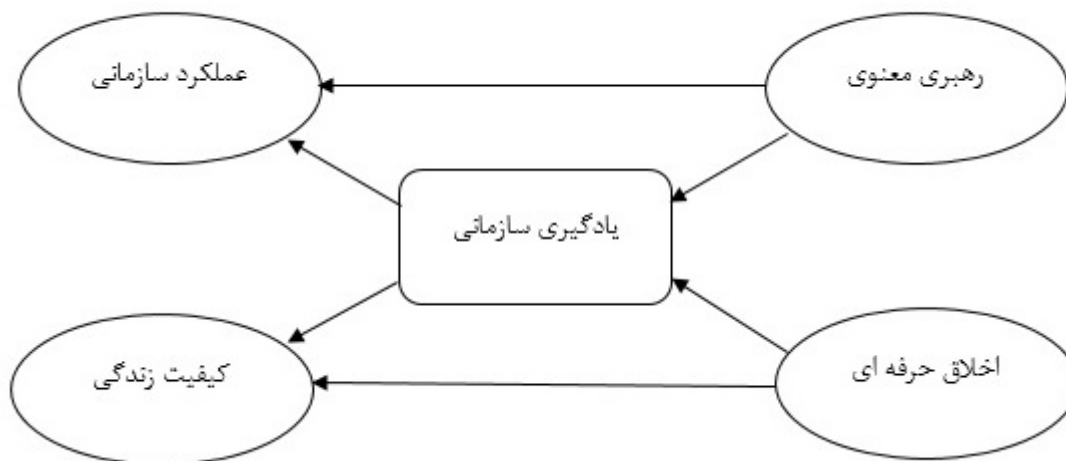 رهبری معنوی
عملکرد سازمانی
یادگیری سازمانی
اخلاق حرفه ای
کیفیت زندگی